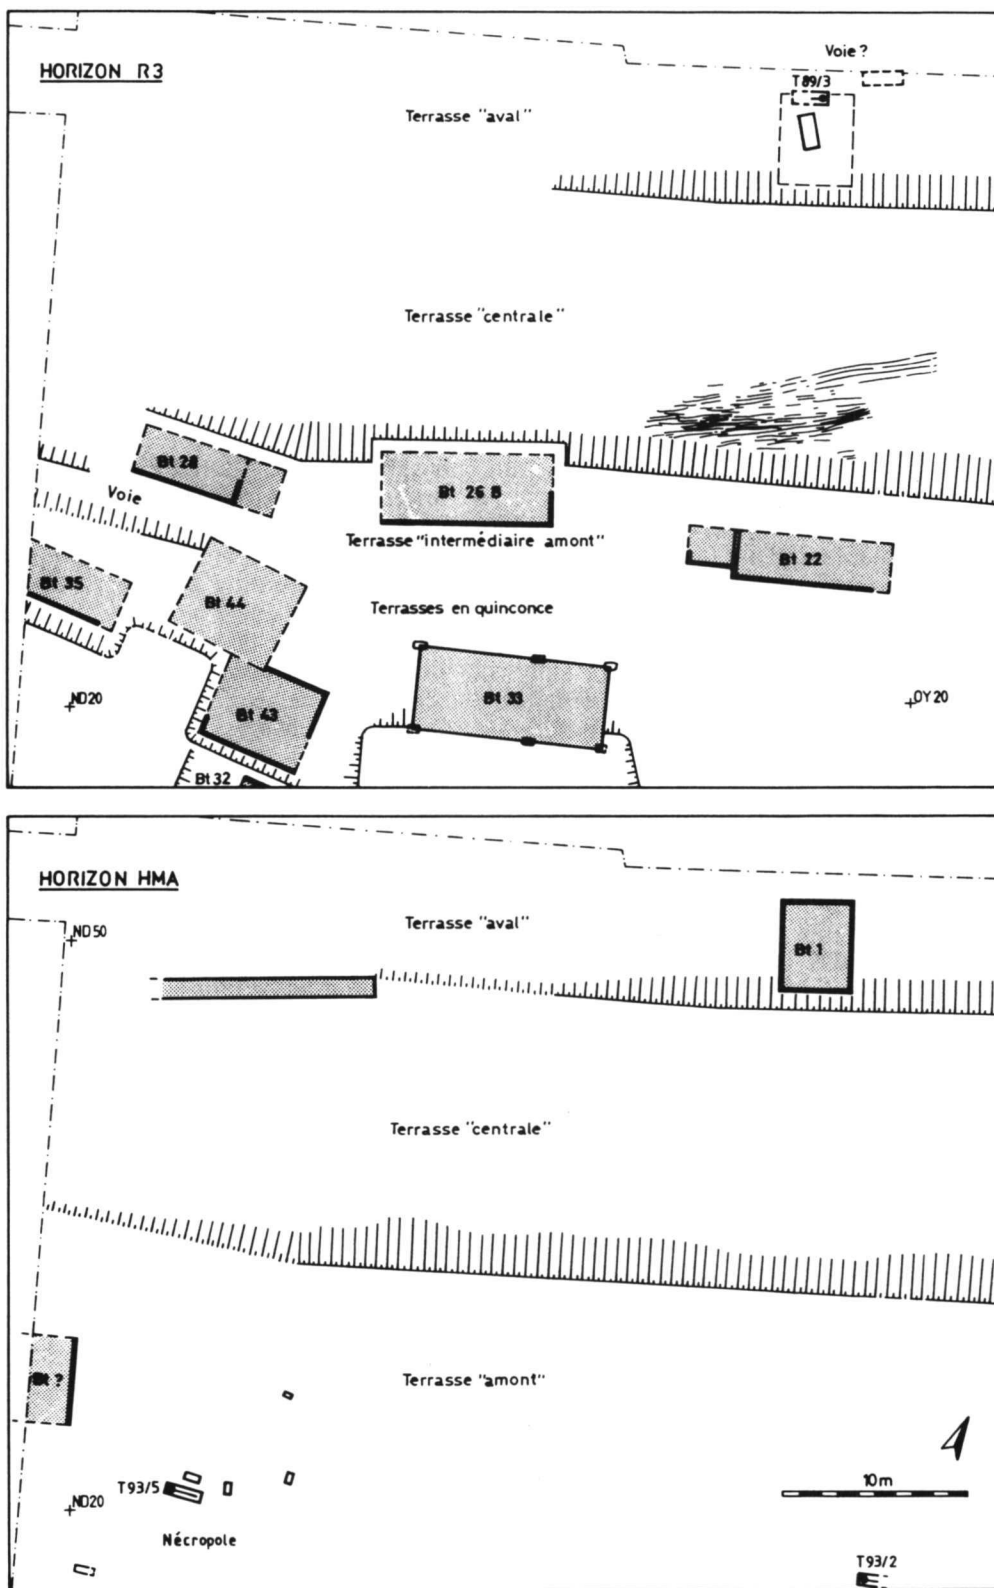 HORIZON R3
Voie ?
T89/3
Terrasse "aval"
Terrasse "centrale"
Bt 28
Bt 26 B
Voie
Terrasse "intermédiaire amont"
Bt 22
Bt 35
Bt 44
Terrasses en quinconce
ND20
Bt 43
Bt 33
OY20
Bt 32
HORIZON HMA
ND50
Terrasse "aval"
Bt 1
Terrasse "centrale"
Bt ?
Terrasse "amont"
T93/5
10m
ND20
Nécropole
T93/2